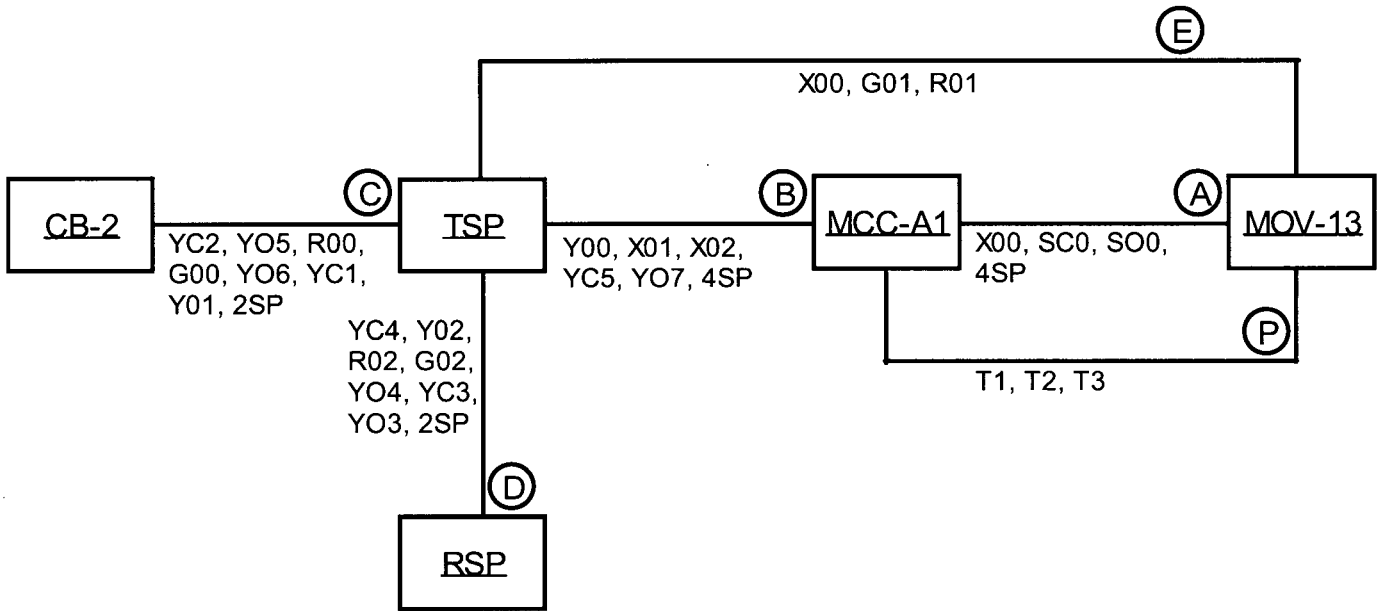 E
X00, G01, R01
CB-2
C
TSP
B
MCC-A1
A
MOV-13
YC2, YO5, R00,
G00, YO6, YC1,
Y01, 2SP
Y00, X01, X02,
YC5, YO7, 4SP
X00, SC0, SO0,
4SP
YC4, Y02,
R02, G02,
YO4, YC3,
YO3, 2SP
P
T1, T2, T3
D
RSP